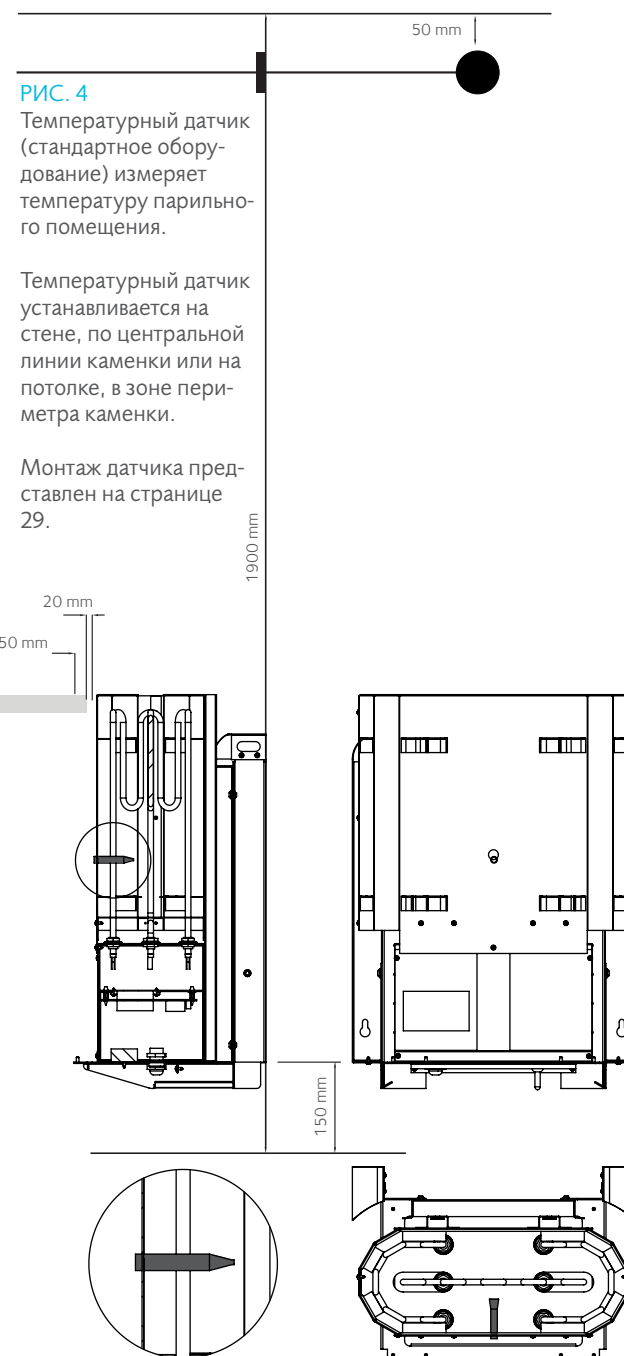 50 mm
РИС. 4
Температурный датчик
(стандартное обору-
дование) измеряет
температуру парильно-
го помещения.
Температурный датчик
устанавливается на
стене, по центральной
линии каменки или на
потолке, в зоне пери-
метра каменки.
Монтаж датчика пред-
ставлен на странице
29.
1900 mm
20 mm
50 mm
150 mm